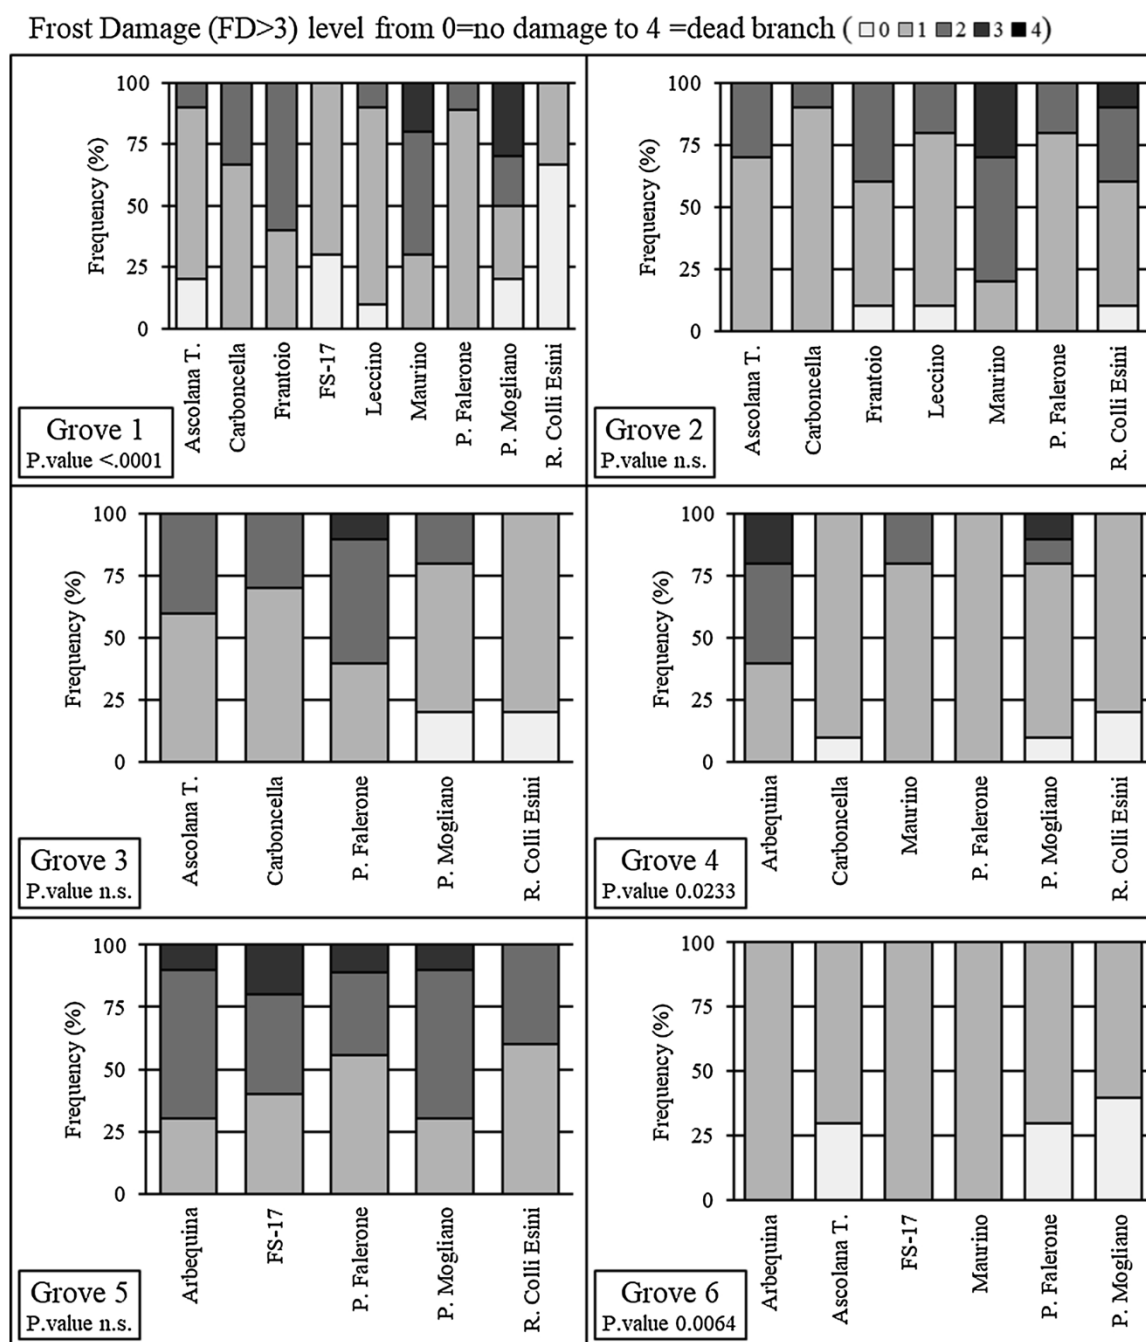 Frost Damage (FD>3) level from 0=no damage to 4 =dead branch ( 0 1 2 3 4)
100
75
50
25
0
Frequency (%)
Ascolana T.
Carboncella
Frantoio
FS-17
Leccino
Maurino
P. Falerone
P. Mogliano
R. Colli Esini
Grove 1
P.value <.0001
100
75
50
25
0
Frequency (%)
Ascolana T.
Carboncella
Frantoio
Leccino
Maurino
P. Falerone
R. Colli Esini
Grove 2
P.value n.s.
100
75
50
25
0
Frequency (%)
Ascolana T.
Carboncella
P. Falerone
P. Mogliano
R. Colli Esini
Grove 3
P.value n.s.
100
75
50
25
0
Frequency (%)
Arbequina
Carboncella
Maurino
P. Falerone
P. Mogliano
R. Colli Esini
Grove 4
P.value 0.0233
100
75
50
25
0
Frequency (%)
Arbequina
FS-17
P. Falerone
P. Mogliano
R. Colli Esini
Grove 5
P.value n.s.
100
75
50
25
0
Frequency (%)
Arbequina
Ascolana T.
FS-17
Maurino
P. Falerone
P. Mogliano
Grove 6
P.value 0.0064